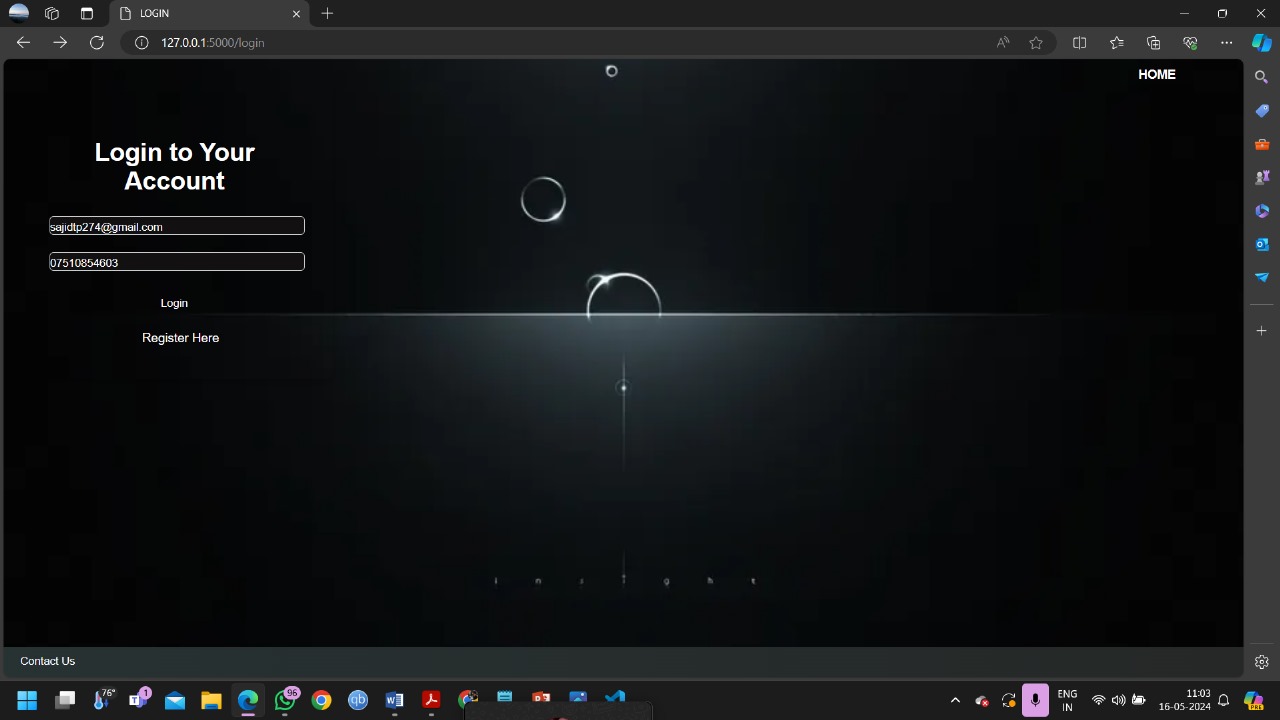 LOGIN
127.0.0.1:5000/login
HOME
Login to Your
Account
sajidtp274@gmail.com
07510854603
Login
Register Here
i n s i g h t
Contact Us
76°
1
96
ENG
IN
11:03
16-05-2024
PRE